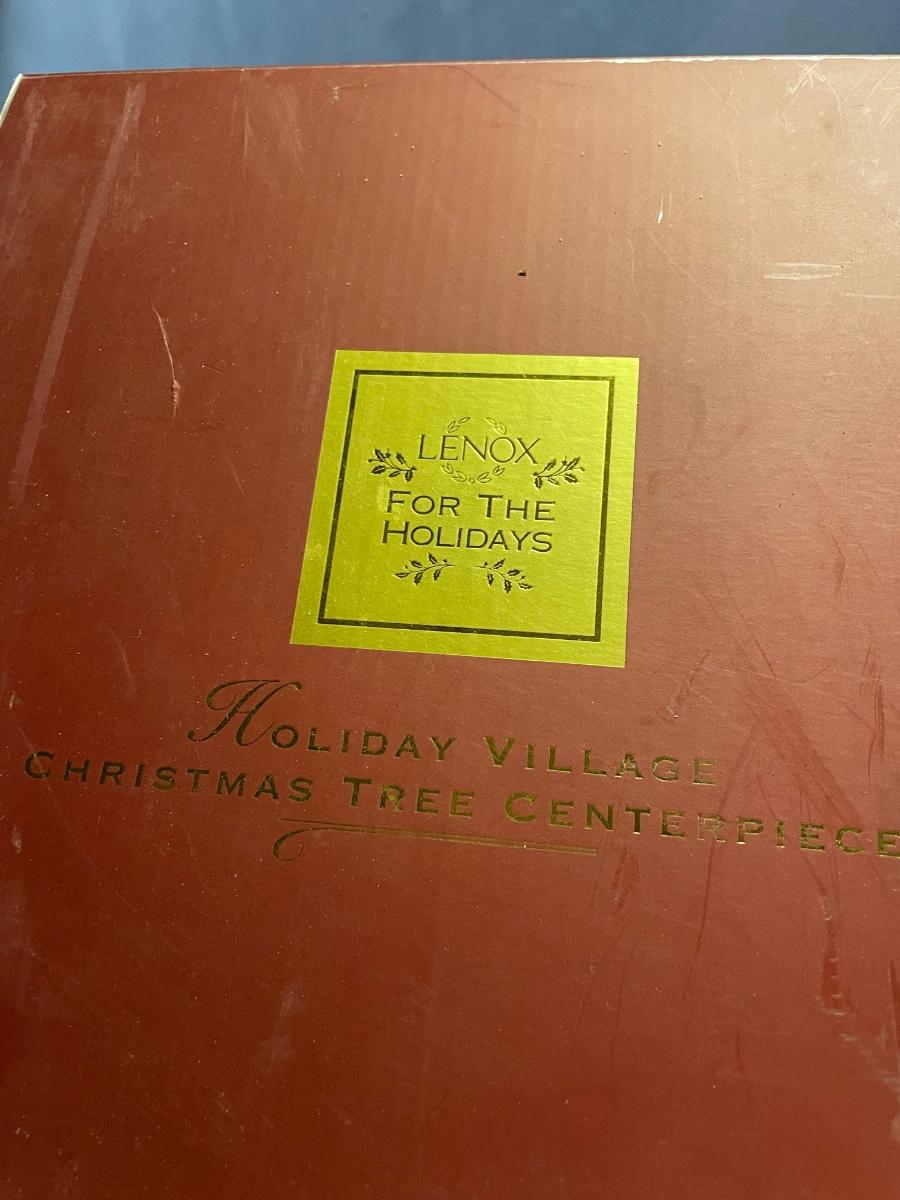 LENOX
FOR THE
HOLIDAYS
HOLIDAY VILLAGE
CHRISTMAS TREE CENTERPIECE